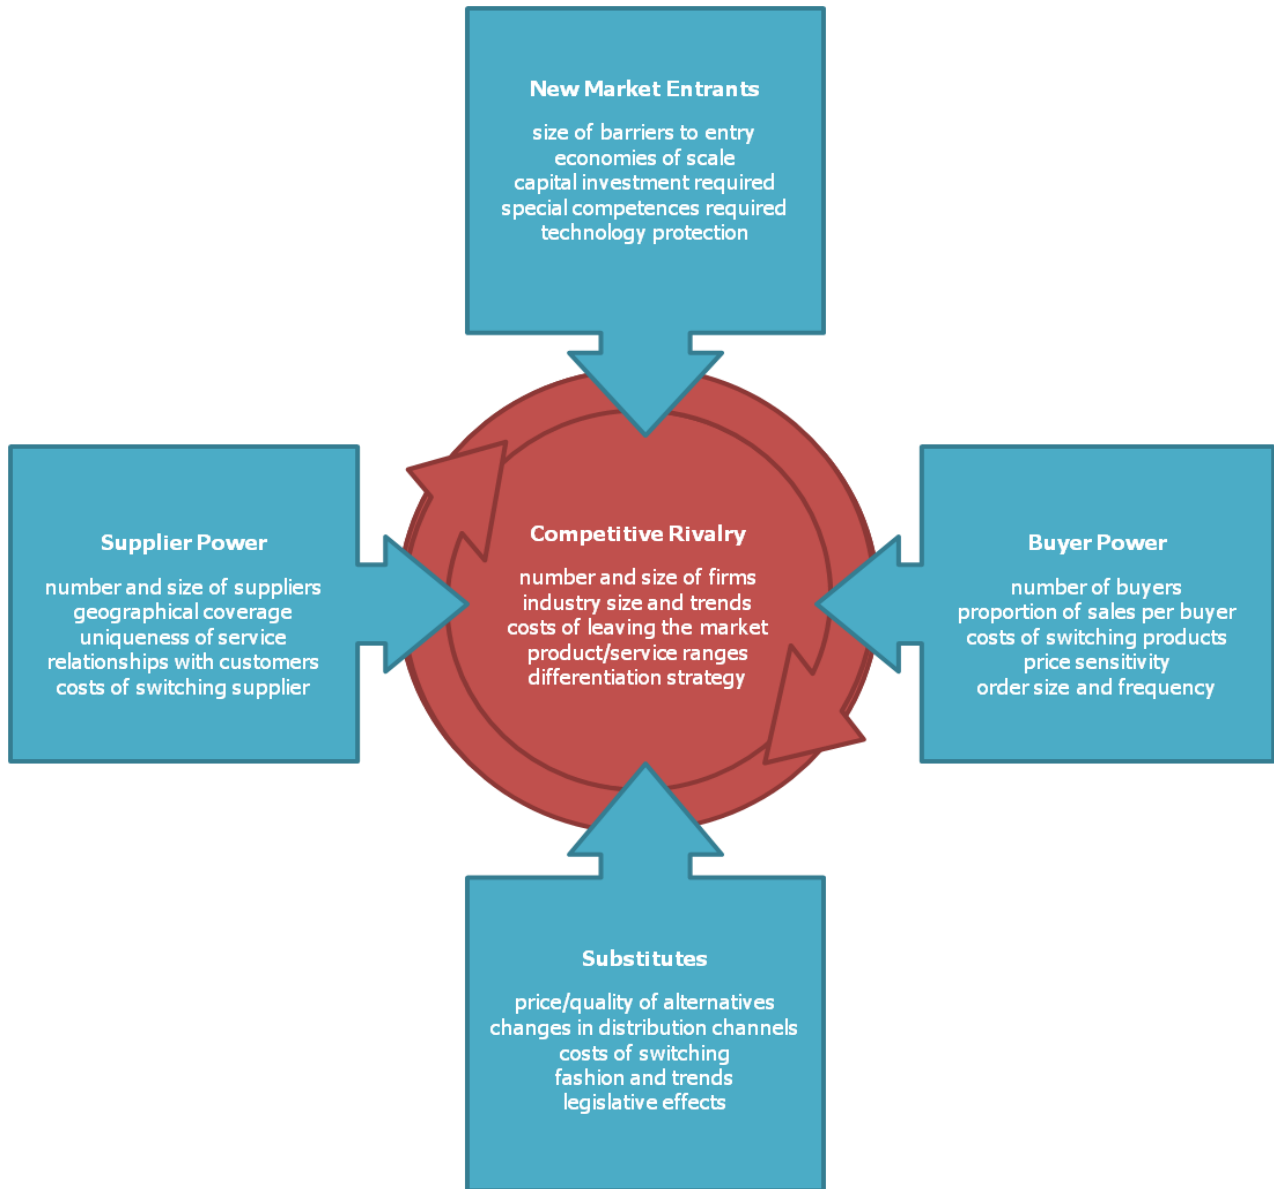 New Market Entrants
size of barriers to entry
economies of scale
capital investment required
special competences required
technology protection
Supplier Power
number and size of suppliers
geographical coverage
uniqueness of service
relationships with customers
costs of switching supplier
Competitive Rivalry
number and size of firms
industry size and trends
costs of leaving the market
product/service ranges
differentiation strategy
Buyer Power
number of buyers
proportion of sales per buyer
costs of switching products
price sensitivity
order size and frequency
Substitutes
price/quality of alternatives
changes in distribution channels
costs of switching
fashion and trends
legislative effects